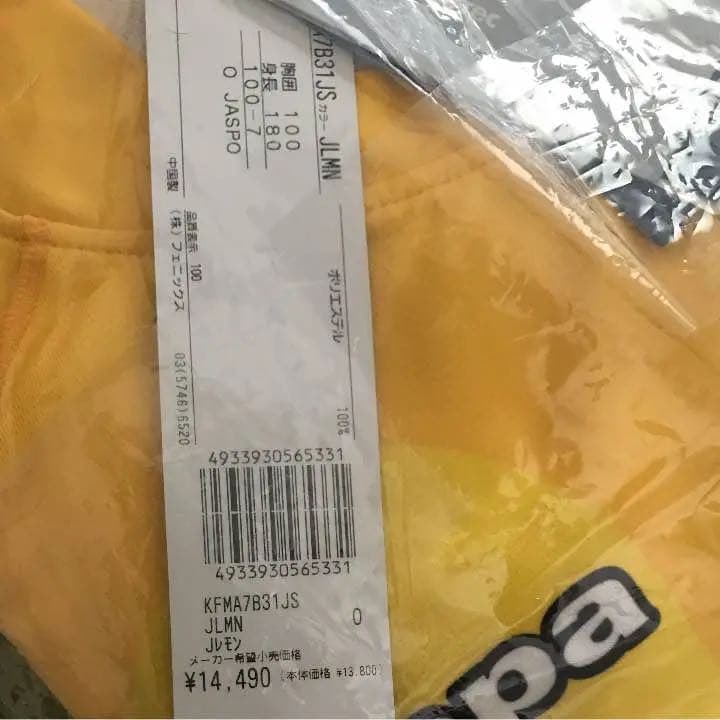 A7B31JS カラー JLMN
胸囲 100
身長 180
100-7
O JASPO
ポリエステル 100%
品質表示 100
中国製 (株)フェニックス 03(5746)6520
4933930565331
4933930565331
KFMA7B31JS
JLMN O
Jレモン
メーカー希望小売価格
¥14,490 (本体価格 ¥13,800)
ppa
ec